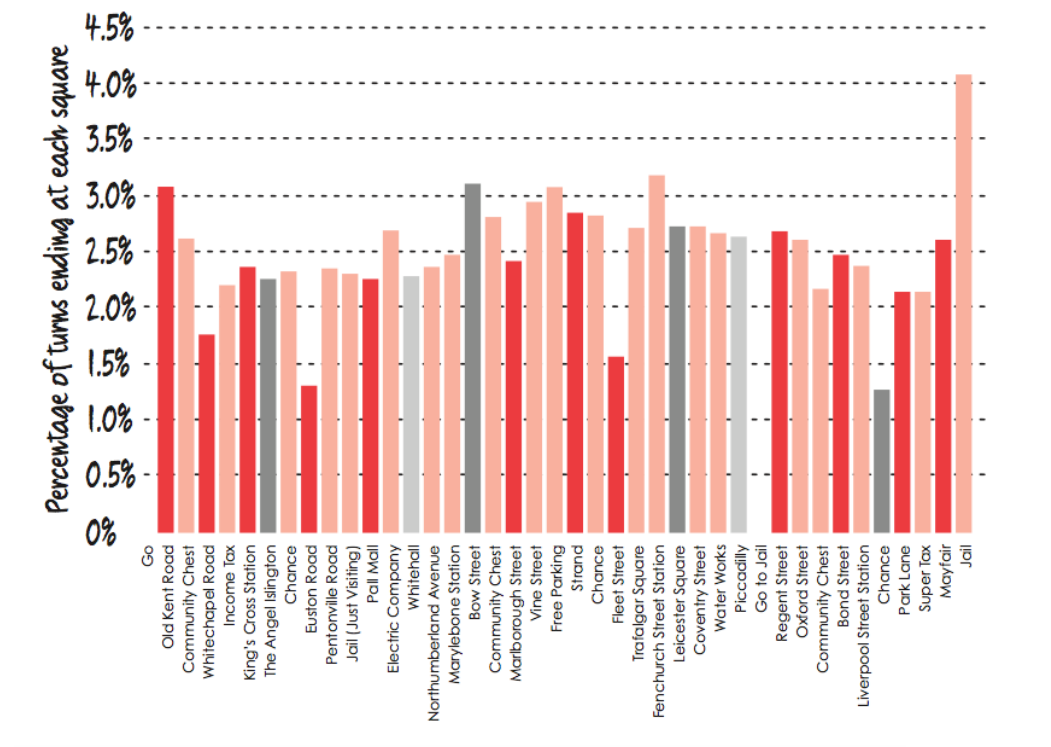 Percentage of turns ending at each square
4.5%
4.0%
3.5%
3.0%
2.5%
2.0%
1.5%
1.0%
0.5%
0%
Go
Old Kent Road
Community Chest
Whitechapel Road
Income Tax
King's Cross Station
The Angel Islington
Chance
Euston Road
Pentonville Road
Jail (Just Visiting)
Pall Mall
Electric Company
Whitehall
Northumberland Avenue
Marylebone Station
Bow Street
Community Chest
Marlborough Street
Vine Street
Free Parking
Strand
Chance
Fleet Street
Trafalgar Square
Fenchurch Street Station
Leicester Square
Coventry Street
Water Works
Piccadilly
Go to Jail
Regent Street
Oxford Street
Community Chest
Bond Street
Liverpool Street Station
Chance
Park Lane
Super Tax
Mayfair
Jail